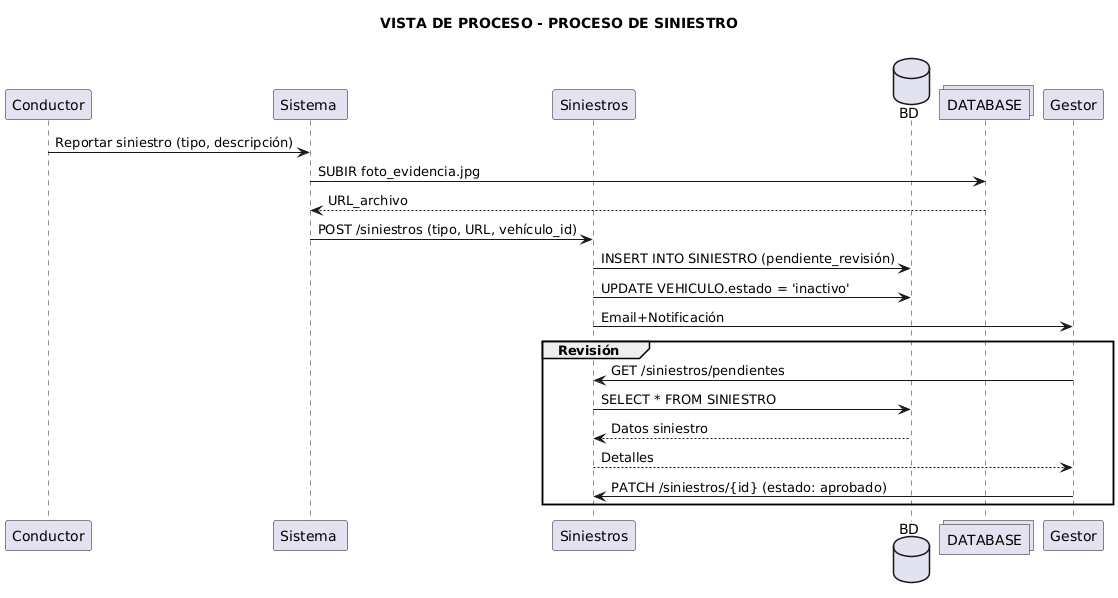 VISTA DE PROCESO - PROCESO DE SINIESTRO
Conductor
Sistema
Siniestros
BD
DATABASE
Gestor
Reportar siniestro (tipo, descripción)
SUBIR foto_evidencia.jpg
URL_archivo
POST /siniestros (tipo, URL, vehículo_id)
INSERT INTO SINIESTRO (pendiente_revisión)
UPDATE VEHICULO.estado = 'inactivo'
Email+Notificación
Revisión
GET /siniestros/pendientes
SELECT * FROM SINIESTRO
Datos siniestro
Detalles
PATCH /siniestros/{id} (estado: aprobado)
Conductor
Sistema
Siniestros
BD
DATABASE
Gestor